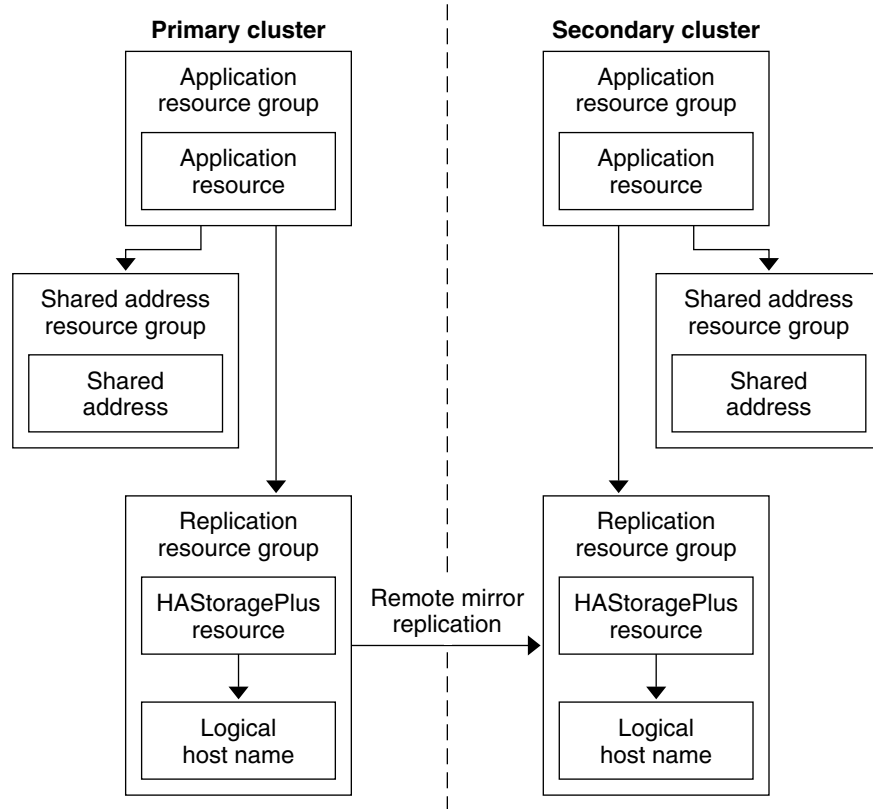 Primary cluster
Application
resource group
Application
resource
Shared address
resource group
Shared
address
Replication
resource group
HAStoragePlus
resource
Logical
host name
Remote mirror
replication
Secondary cluster
Application
resource group
Application
resource
Shared address
resource group
Shared
address
Replication
resource group
HAStoragePlus
resource
Logical
host name